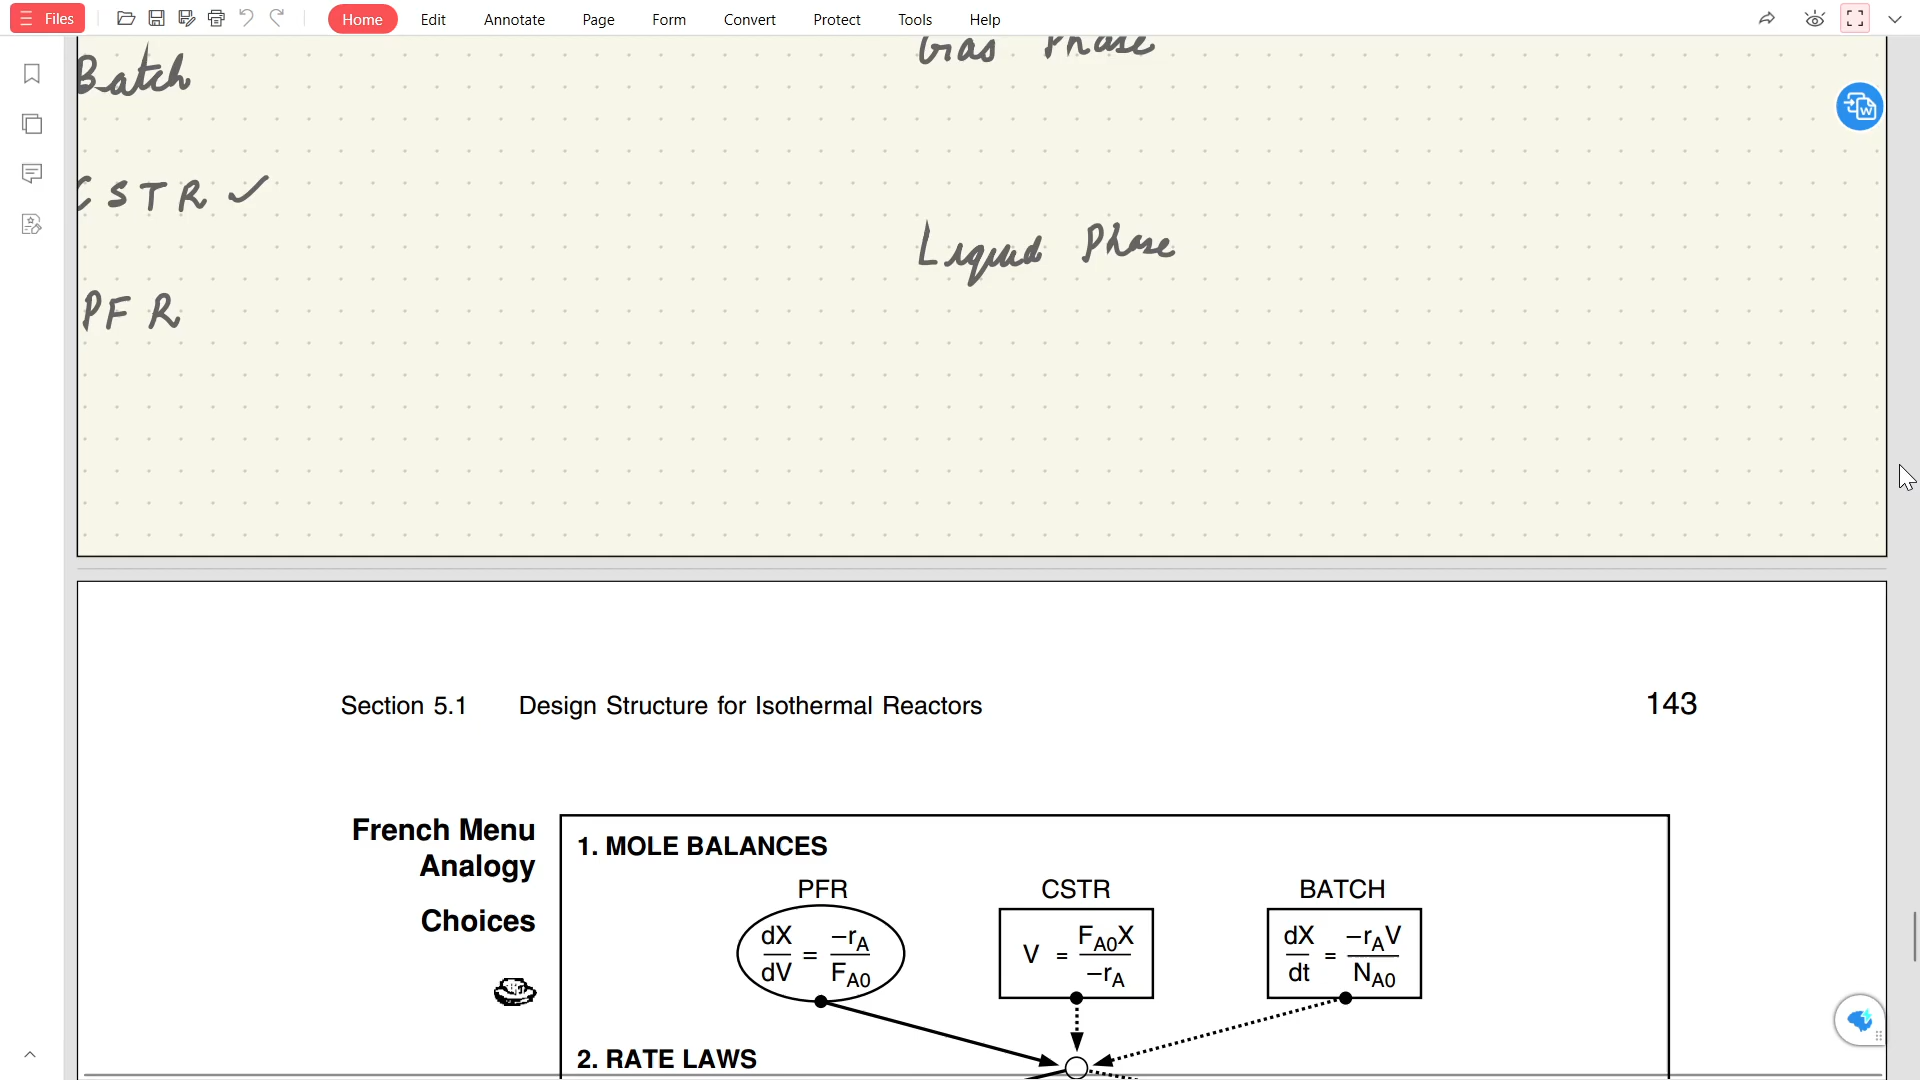 Files Home Edit Annotate Page Form Convert Protect Tools Help
Gas Phase
Batch
CSTR ✓
Liquid Phase
PFR
Section 5.1 Design Structure for Isothermal Reactors 143
French Menu
Analogy
Choices
1. MOLE BALANCES
PFR CSTR BATCH
dX/dV = −rA/FA0 V = FA0X/−rA dX/dt = −rAV/NA0
2. RATE LAWS